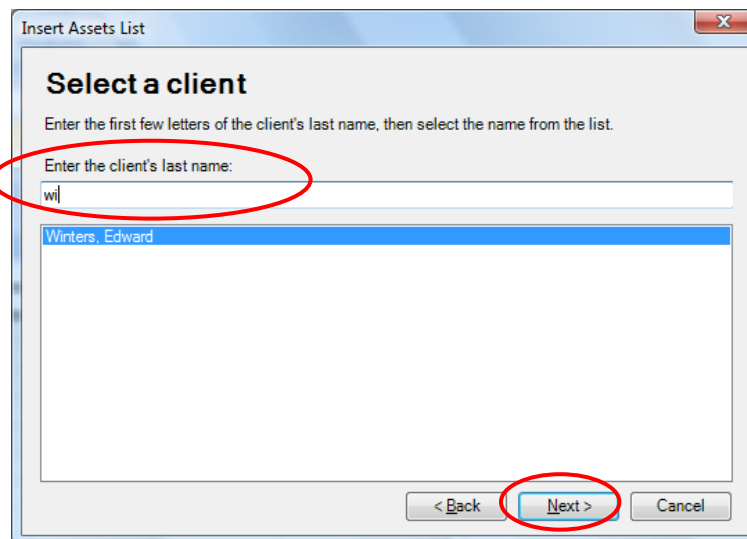 Insert Assets List
Select a client
Enter the first few letters of the client's last name, then select the name from the list.
Enter the client's last name:
wi
Winters, Edward
< Back Next > Cancel